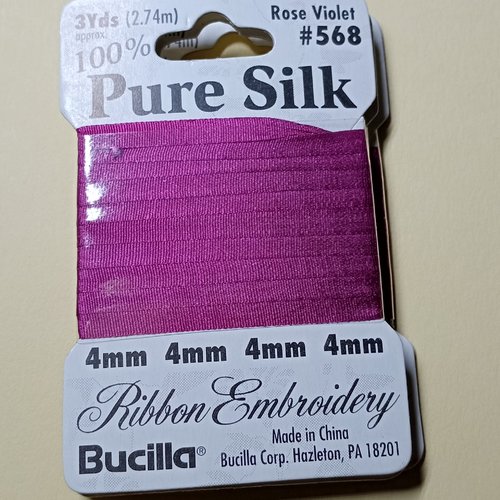 3Yds (2.74m)
approx.
Rose Violet
#568
100%
Pure Silk
4mm 4mm 4mm 4mm
Ribbon Embroidery
Bucilla®
Made in China
Bucilla Corp. Hazleton, PA 18201